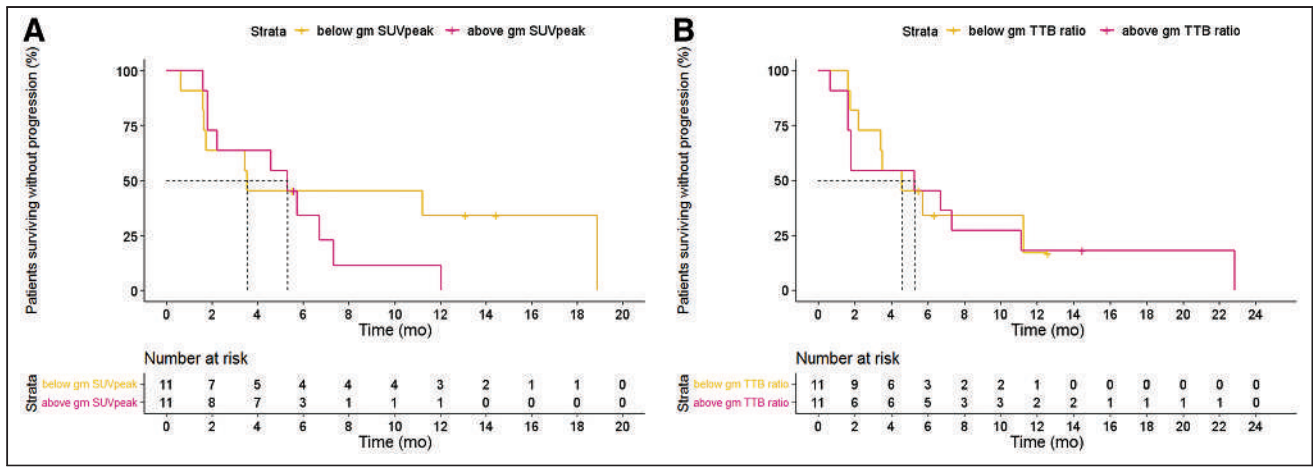 A
Strata below gm SUVpeak above gm SUVpeak
Patients surviving without progression (%)
100
75
50
25
0
0 2 4 6 8 10 12 14 16 18 20
Time (mo)
Number at risk
Strata
below gm SUVpeak 11 7 5 4 4 4 3 2 1 1 0
above gm SUVpeak 11 8 7 3 1 1 1 0 0 0 0
0 2 4 6 8 10 12 14 16 18 20
Time (mo)
B
Strata below gm TTB ratio above gm TTB ratio
Patients surviving without progression (%)
100
75
50
25
0
0 2 4 6 8 10 12 14 16 18 20 22 24
Time (mo)
Number at risk
Strata
below gm TTB ratio 11 9 6 3 2 2 1 0 0 0 0 0 0
above gm TTB ratio 11 6 6 5 3 3 2 2 1 1 1 1 0
0 2 4 6 8 10 12 14 16 18 20 22 24
Time (mo)